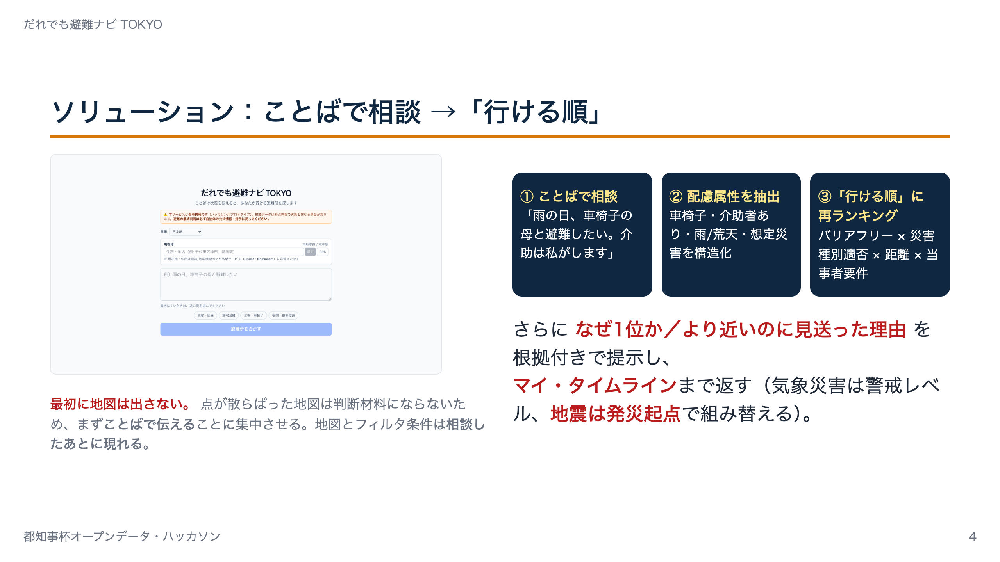 だれでも避難ナビ TOKYO
ソリューション：ことばで相談 →「行ける順」
だれでも避難ナビ TOKYO
ことばで状況を伝えると、あなたが行ける避難所を探します
⚠️ 本サービスは参考情報です（ハッカソン用プロトタイプ）。掲載データは時点情報で実態と異なる場合があり
ます。避難の最終判断は必ず自治体の公式情報・指示に従ってください。
言語 日本語
現在地 自動取得 / 東京駅
住所・地名（例: 千代田区神田、新宿駅） 設定 GPS
※ 現在地・住所は経路/地名検索のため外部サービス（OSRM・Nominatim）に送信されます
例）雨の日、車椅子の母と避難したい
書きにくいときは、近い例を選んでください
地震・延焼 帰宅困難 水害・車椅子 夜間・視覚障害
避難所をさがす
最初に地図は出さない。 点が散らばった地図は判断材料にならないた
め、まずことばで伝えることに集中させる。地図とフィルタ条件は相談し
たあとに現れる。
① ことばで相談
「雨の日、車椅子の
母と避難したい。介
助は私がします」
② 配慮属性を抽出
車椅子・介助者あ
り・雨/荒天・想定災
害を構造化
③「行ける順」に
再ランキング
バリアフリー × 災害
種別適否 × 距離 × 当
事者要件
さらに なぜ1位か／より近いのに見送った理由 を
根拠付きで提示し、
マイ・タイムラインまで返す（気象災害は警戒レベ
ル、地震は発災起点で組み替える）。
都知事杯オープンデータ・ハッカソン
4